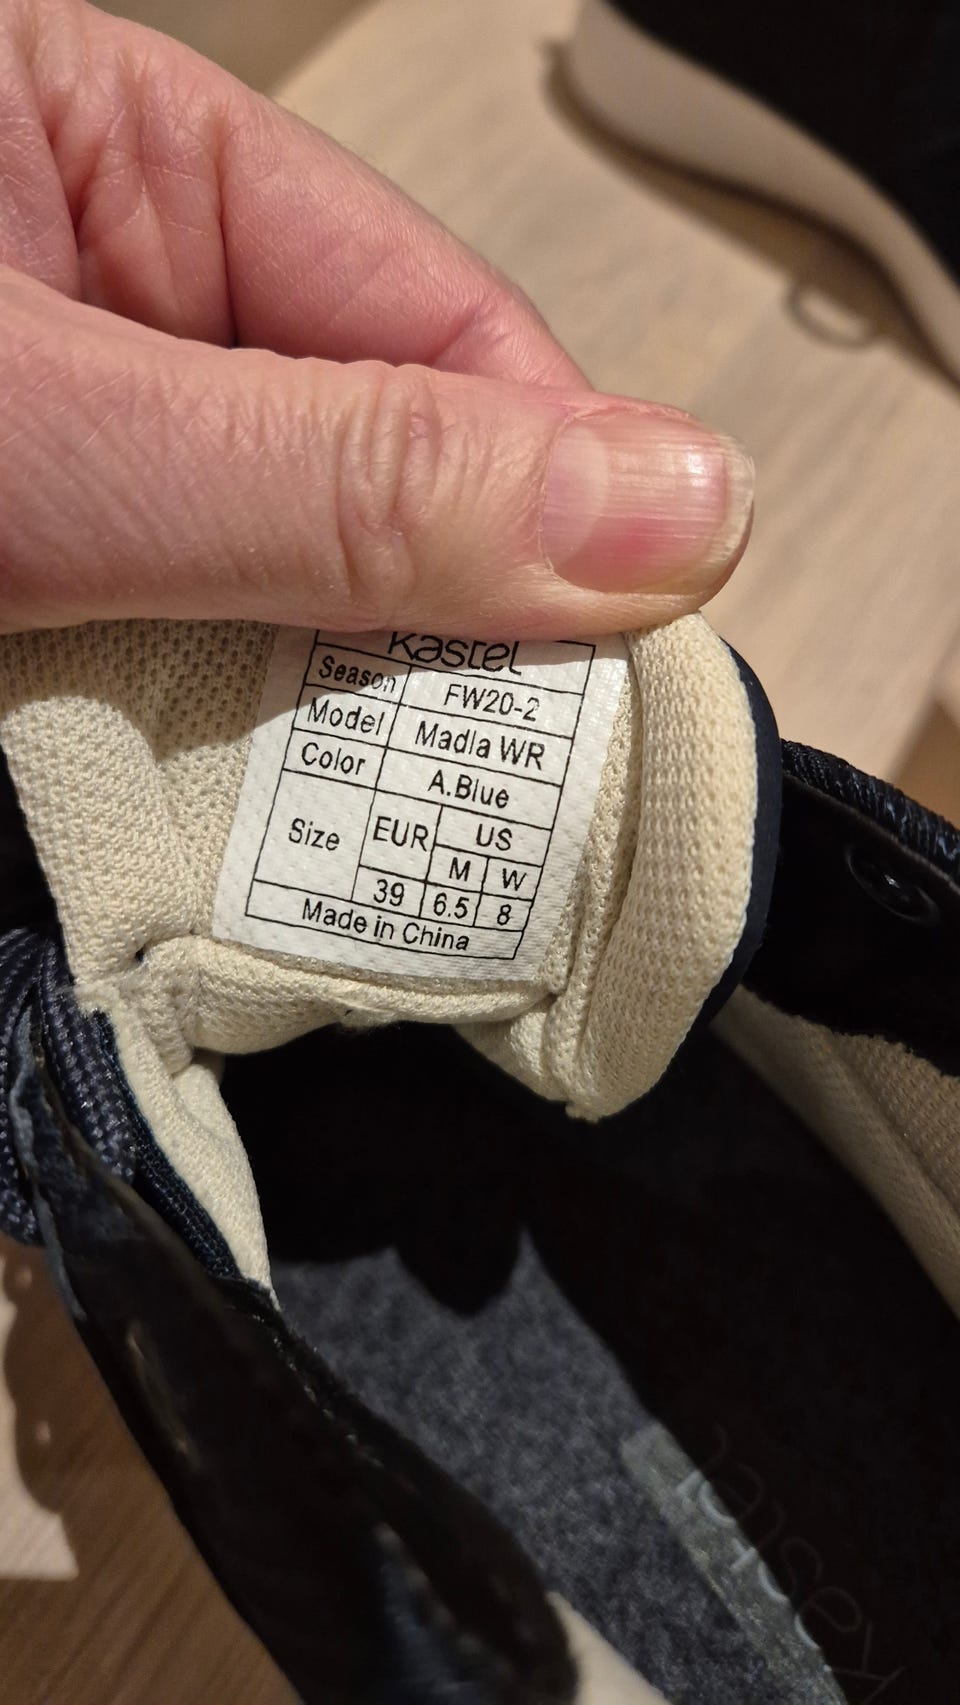 kastel
Season FW20-2
Model Madla WR
Color A.Blue
Size EUR US
M W
39 6.5 8
Made in China